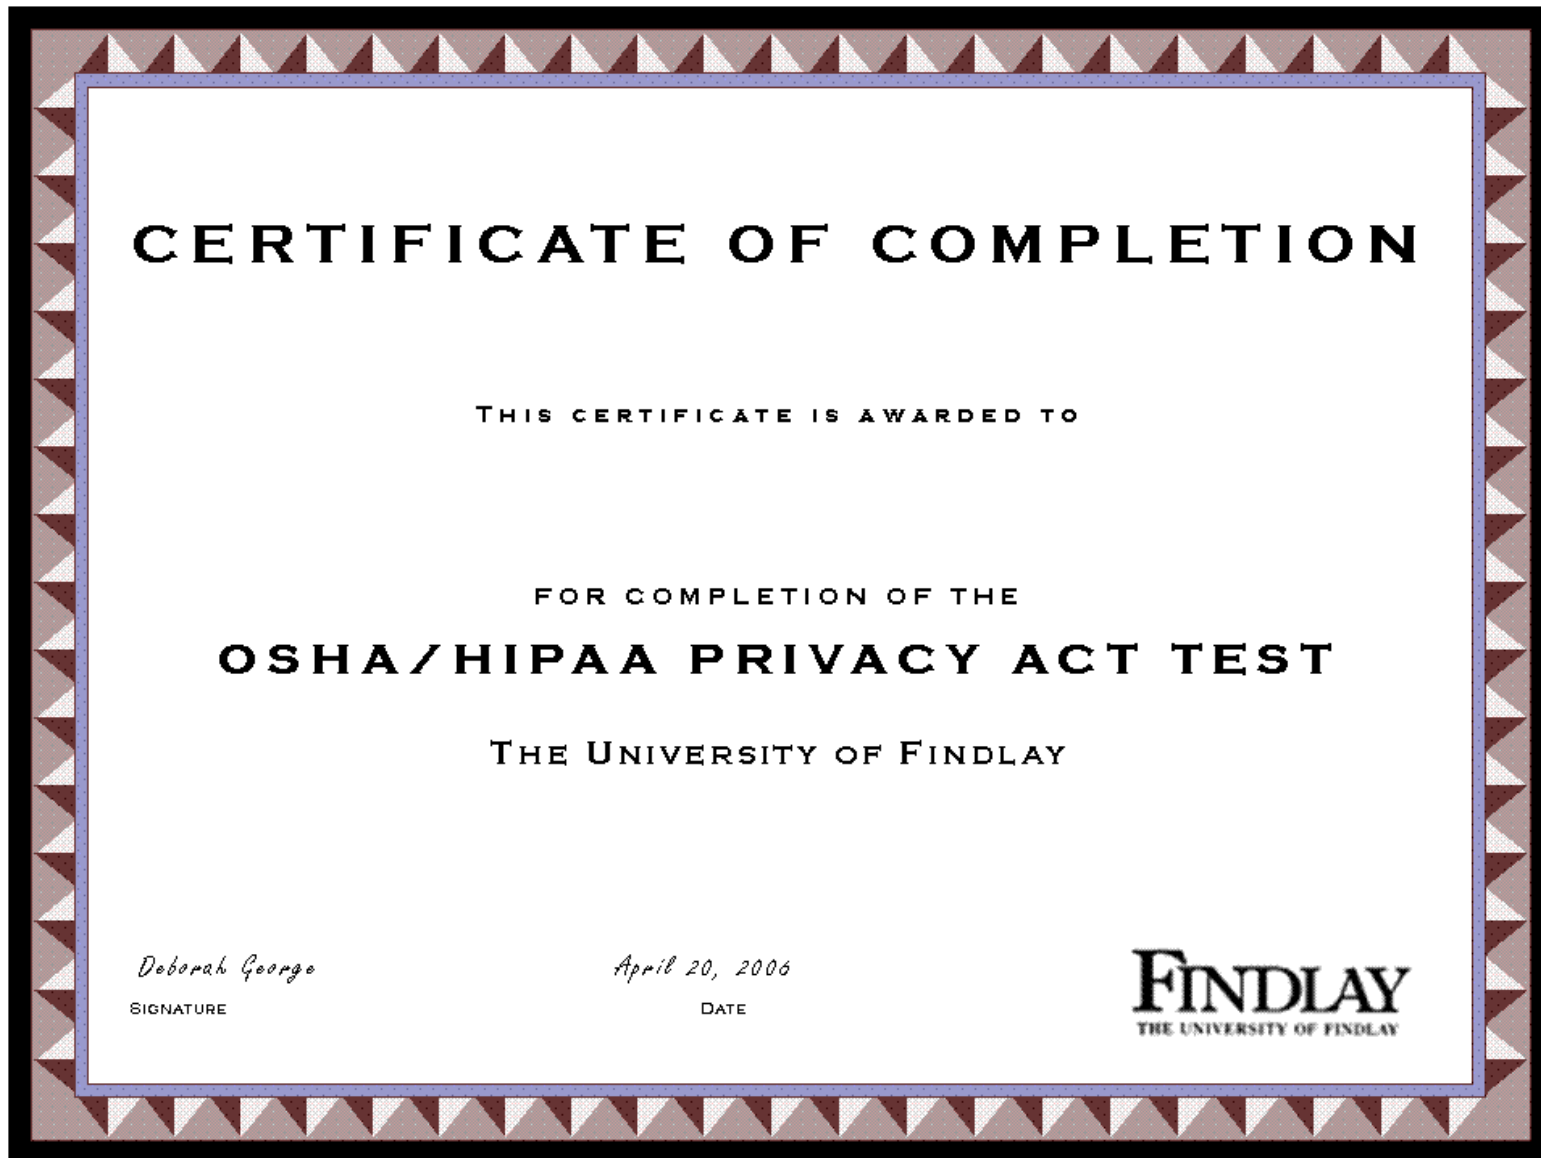 CERTIFICATE OF COMPLETION
THIS CERTIFICATE IS AWARDED TO
FOR COMPLETION OF THE
OSHA/HIPAA PRIVACY ACT TEST
THE UNIVERSITY OF FINDLAY
Deborah George April 20, 2006
SIGNATURE DATE
FINDLAY
THE UNIVERSITY OF FINDLAY